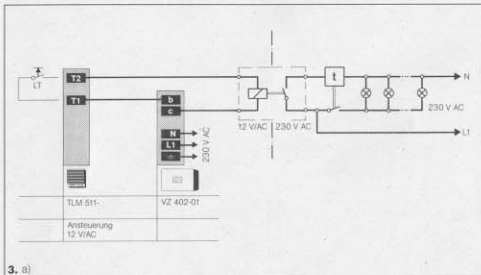 T2
LT
T1
b
c
N
L1
230 V AC
12 V/AC
230 V AC
t
N
230 V AC
L1
TLM 511-
VZ 402-01
Ansteuerung
12 V/AC
3. a)